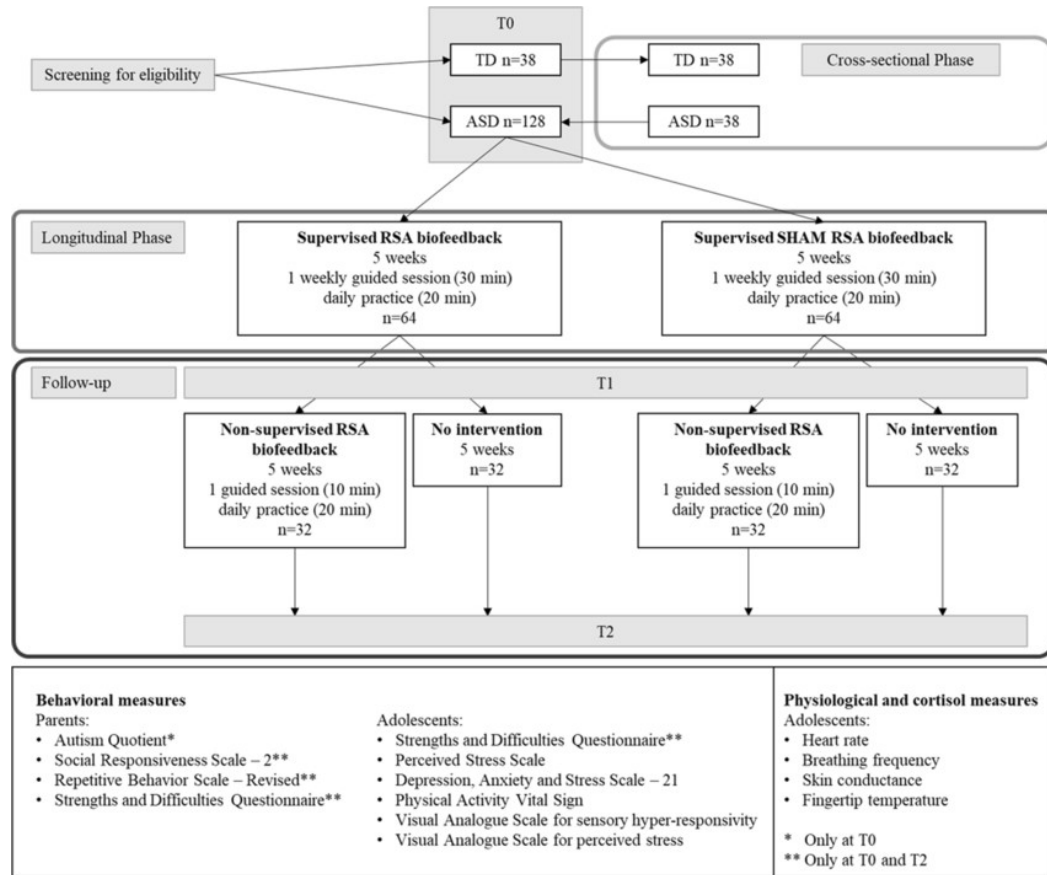 T0
TD n=38
TD n=38
Cross-sectional Phase
Screening for eligibility
ASD n=128
ASD n=38
Longitudinal Phase
Supervised RSA biofeedback
5 weeks
1 weekly guided session (30 min)
daily practice (20 min)
n=64
Supervised SHAM RSA biofeedback
5 weeks
1 weekly guided session (30 min)
daily practice (20 min)
n=64
Follow-up
T1
Non-supervised RSA
biofeedback
5 weeks
1 guided session (10 min)
daily practice (20 min)
n=32
No intervention
5 weeks
n=32
Non-supervised RSA
biofeedback
5 weeks
1 guided session (10 min)
daily practice (20 min)
n=32
No intervention
5 weeks
n=32
T2
Behavioral measures
Parents:
• Autism Quotient*
• Social Responsiveness Scale – 2**
• Repetitive Behavior Scale – Revised**
• Strengths and Difficulties Questionnaire**
Adolescents:
• Strengths and Difficulties Questionnaire**
• Perceived Stress Scale
• Depression, Anxiety and Stress Scale – 21
• Physical Activity Vital Sign
• Visual Analogue Scale for sensory hyper-responsivity
• Visual Analogue Scale for perceived stress
Physiological and cortisol measures
Adolescents:
• Heart rate
• Breathing frequency
• Skin conductance
• Fingertip temperature
* Only at T0
** Only at T0 and T2